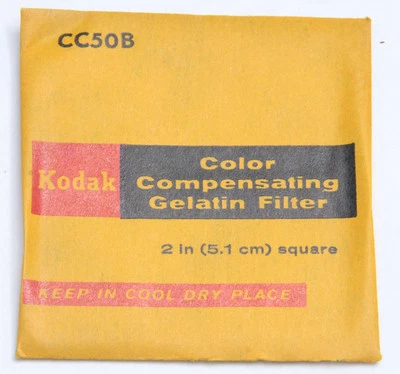 CC50B
Kodak
Color
Compensating
Gelatin Filter
2 in (5.1 cm) square
KEEP IN COOL DRY PLACE